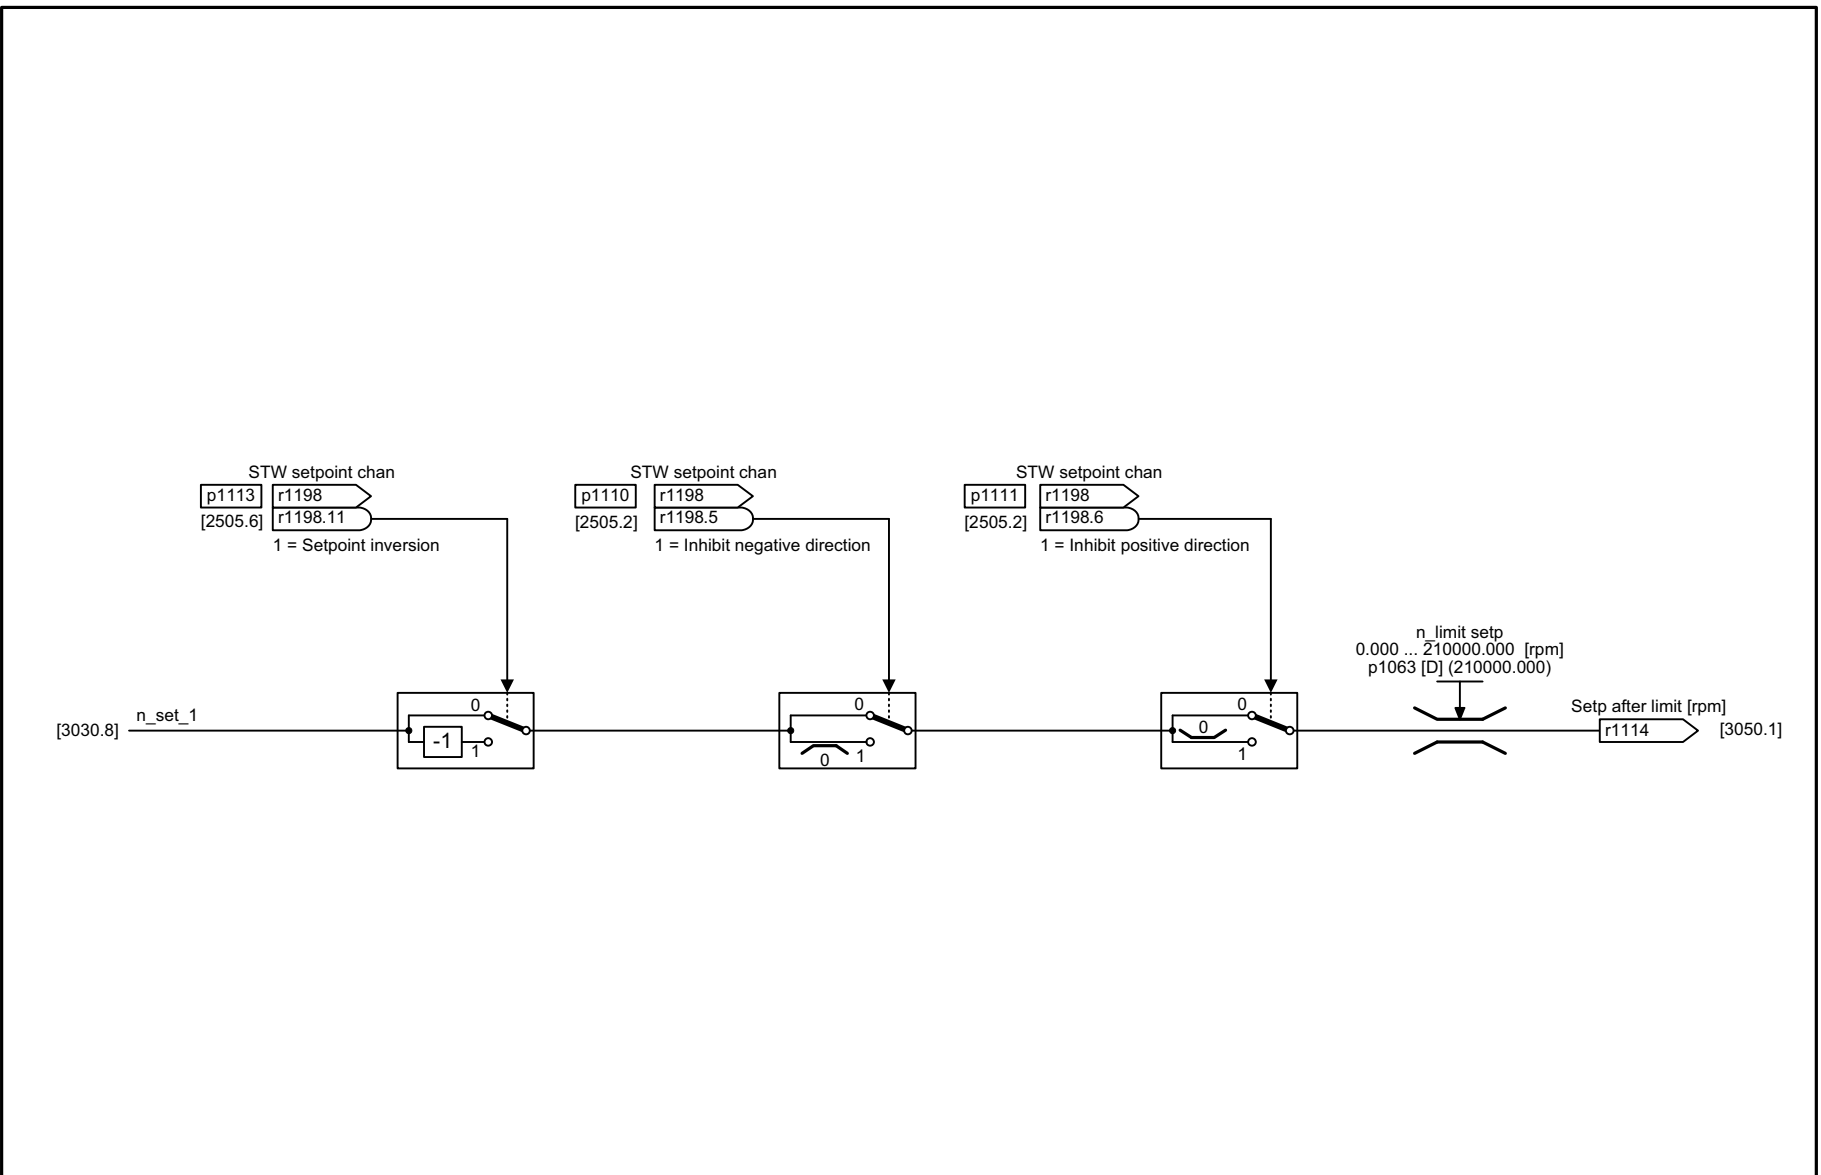 STW setpoint chan
p1113 r1198
[2505.6] r1198.11
1 = Setpoint inversion
STW setpoint chan
p1110 r1198
[2505.2] r1198.5
1 = Inhibit negative direction
STW setpoint chan
p1111 r1198
[2505.2] r1198.6
1 = Inhibit positive direction
n_limit setp
0.000 ... 210000.000 [rpm]
p1063 [D] (210000.000)
Setp after limit [rpm]
r1114 [3050.1]
[3030.8] n_set_1
0
-1 1
0
0 1
0
0
1